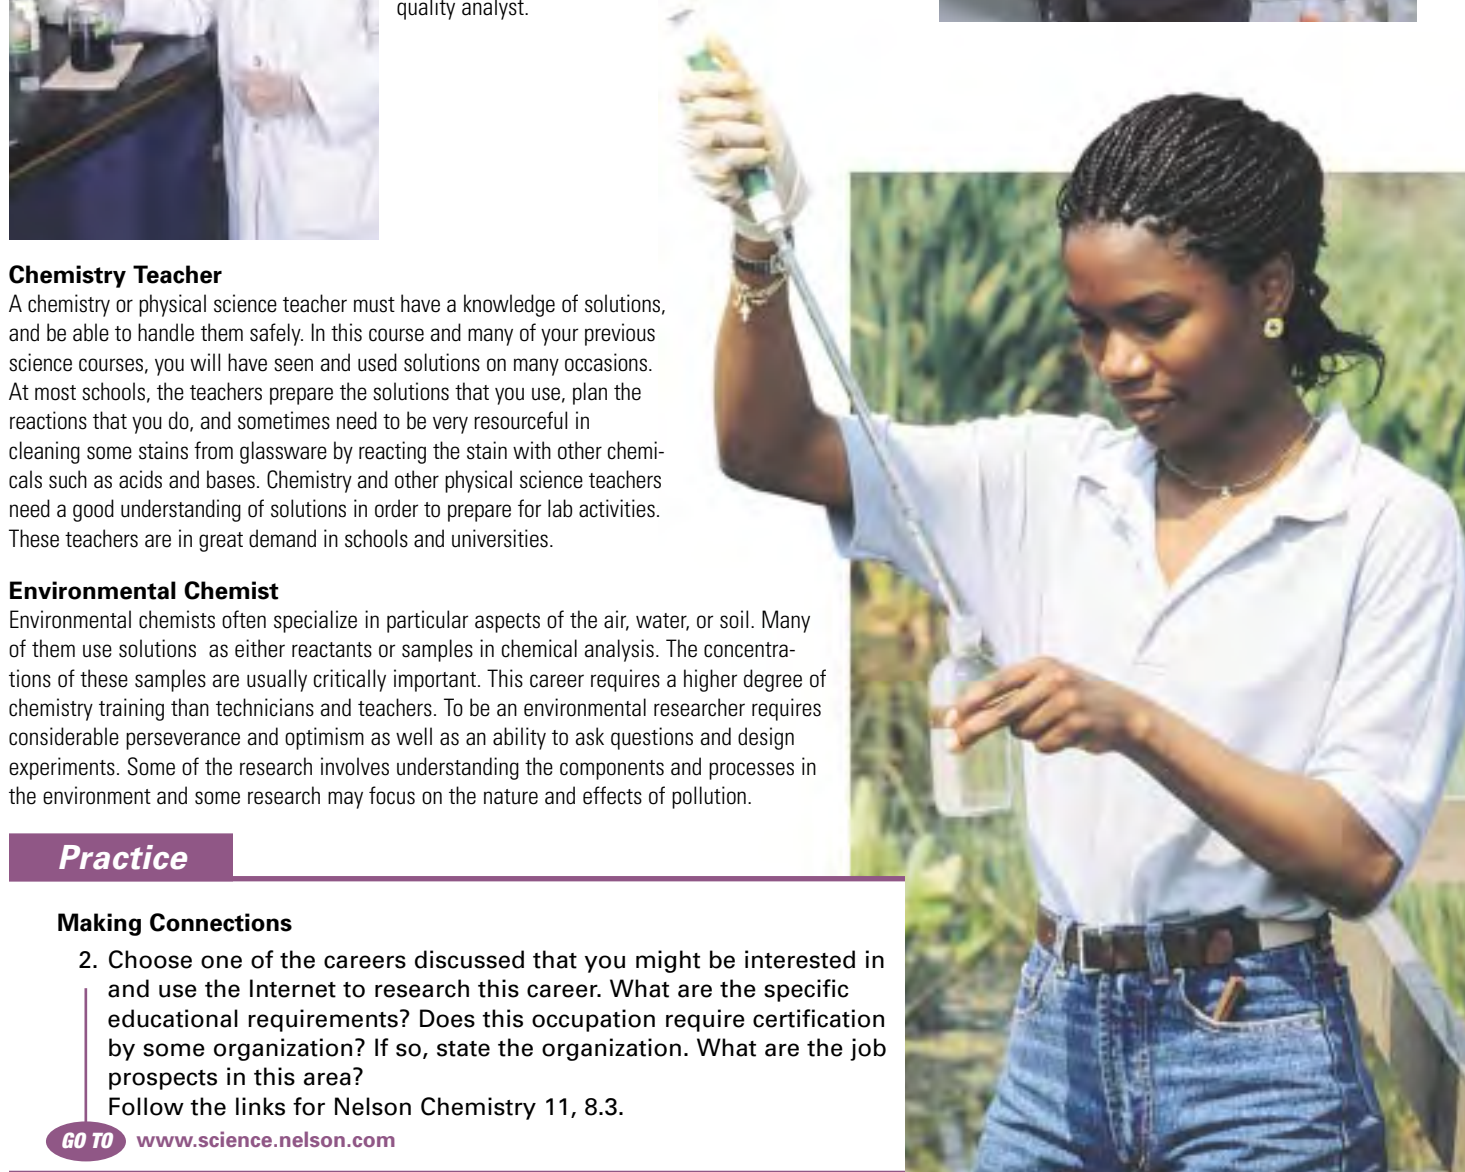 quality analyst.
Chemistry Teacher
A chemistry or physical science teacher must have a knowledge of solutions,
and be able to handle them safely. In this course and many of your previous
science courses, you will have seen and used solutions on many occasions.
At most schools, the teachers prepare the solutions that you use, plan the
reactions that you do, and sometimes need to be very resourceful in
cleaning some stains from glassware by reacting the stain with other chemi-
cals such as acids and bases. Chemistry and other physical science teachers
need a good understanding of solutions in order to prepare for lab activities.
These teachers are in great demand in schools and universities.
Environmental Chemist
Environmental chemists often specialize in particular aspects of the air, water, or soil. Many
of them use solutions  as either reactants or samples in chemical analysis. The concentra-
tions of these samples are usually critically important. This career requires a higher degree of
chemistry training than technicians and teachers. To be an environmental researcher requires
considerable perseverance and optimism as well as an ability to ask questions and design
experiments. Some of the research involves understanding the components and processes in
the environment and some research may focus on the nature and effects of pollution.
Practice
Making Connections
2. Choose one of the careers discussed that you might be interested in
and use the Internet to research this career. What are the specific
educational requirements? Does this occupation require certification
by some organization? If so, state the organization. What are the job
prospects in this area?
Follow the links for Nelson Chemistry 11, 8.3.
GO TO www.science.nelson.com